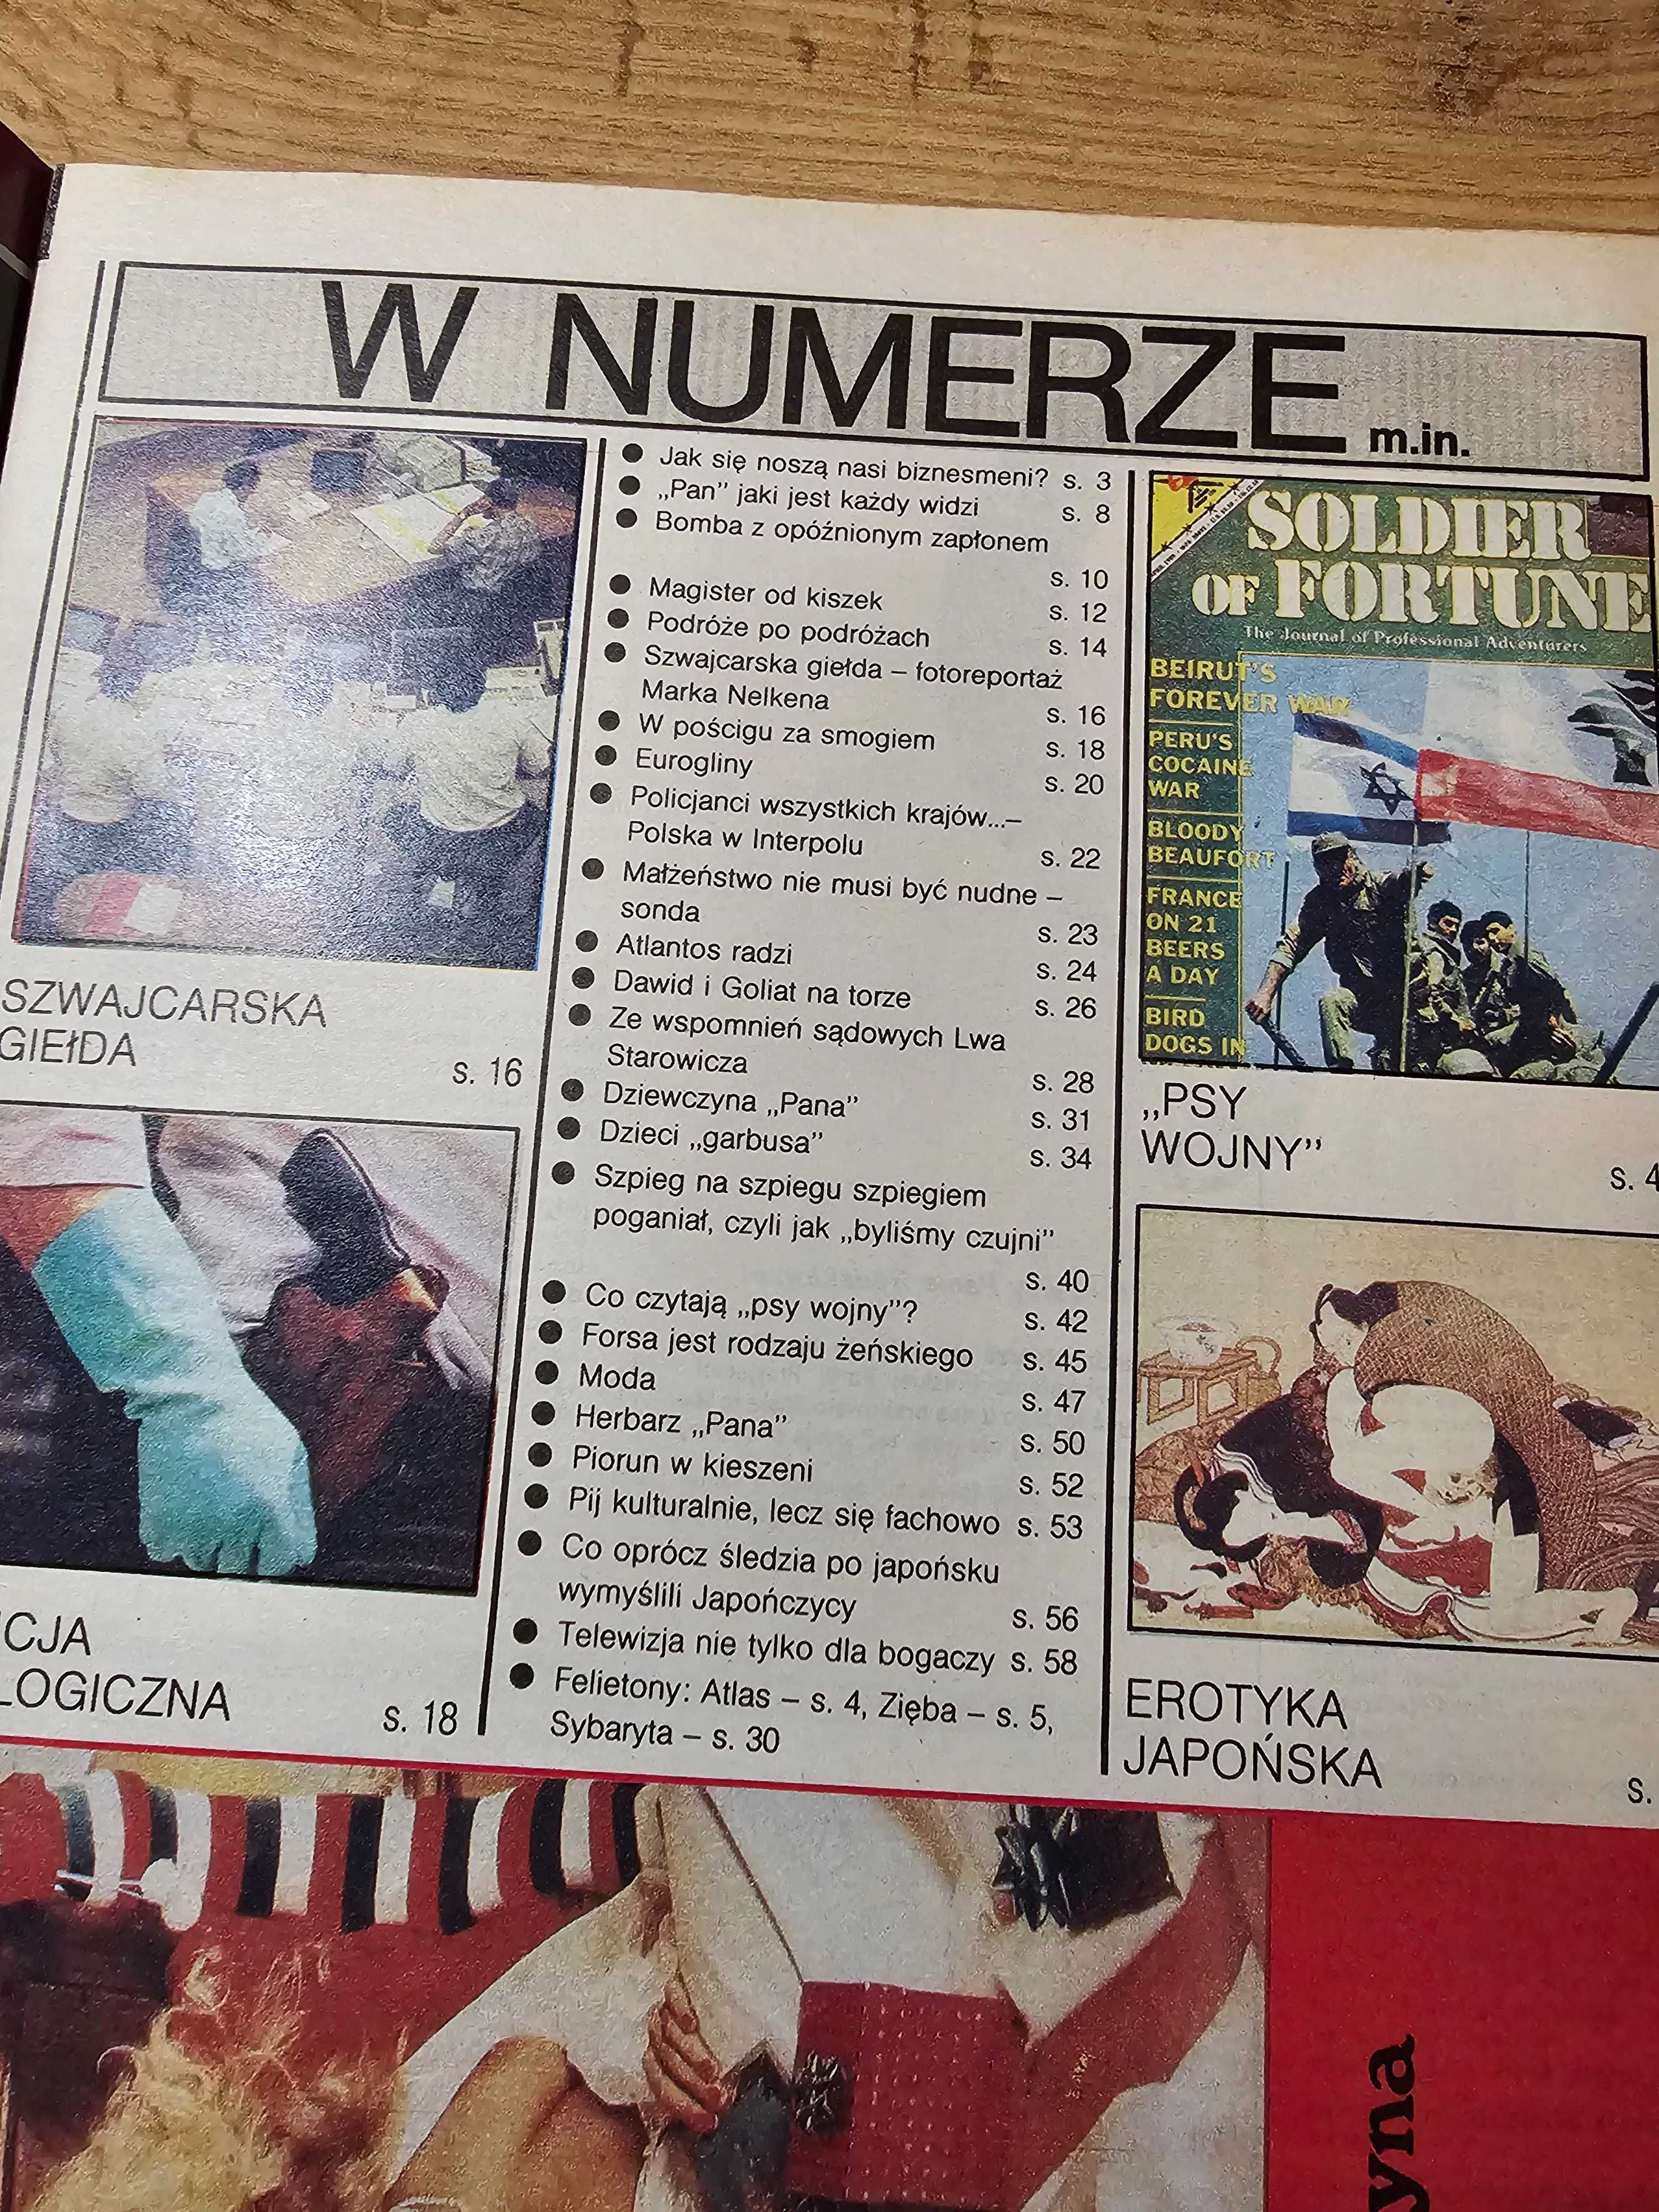 W NUMERZE m.in.
SZWAJCARSKA
GIEŁDA
s. 16
CJA
LOGICZNA
s. 18
● Jak się noszą nasi biznesmeni? s. 3
● „Pan” jaki jest każdy widzi s. 8
● Bomba z opóźnionym zapłonem
s. 10
● Magister od kiszek s. 12
● Podróże po podróżach s. 14
● Szwajcarska giełda – fotoreportaż
Marka Nelkena s. 16
● W pościgu za smogiem s. 18
● Eurogliny s. 20
● Policjanci wszystkich krajów...–
Polska w Interpolu s. 22
● Małżeństwo nie musi być nudne –
sonda s. 23
● Atlantos radzi s. 24
● Dawid i Goliat na torze s. 26
● Ze wspomnień sądowych Lwa
Starowicza s. 28
● Dziewczyna „Pana” s. 31
● Dzieci „garbusa” s. 34
● Szpieg na szpiegu szpiegiem
poganiał, czyli jak „byliśmy czujni”
s. 40
● Co czytają „psy wojny”? s. 42
● Forsa jest rodzaju żeńskiego s. 45
● Moda s. 47
● Herbarz „Pana” s. 50
● Piorun w kieszeni s. 52
● Pij kulturalnie, lecz się fachowo s. 53
● Co oprócz śledzia po japońsku
wymyślili Japończycy s. 56
● Telewizja nie tylko dla bogaczy s. 58
● Felietony: Atlas – s. 4, Zięba – s. 5,
Sybaryta – s. 30
SOLDIER
OF FORTUNE
The Journal of Professional Adventurers
BEIRUT'S
FOREVER WAR
PERU'S
COCAINE
WAR
BLOODY
BEAUFORT
FRANCE
ON 21
BEERS
A DAY
BIRD
DOGS IN
„PSY
WOJNY”
s. 4
EROTYKA
JAPOŃSKA
s.
yna